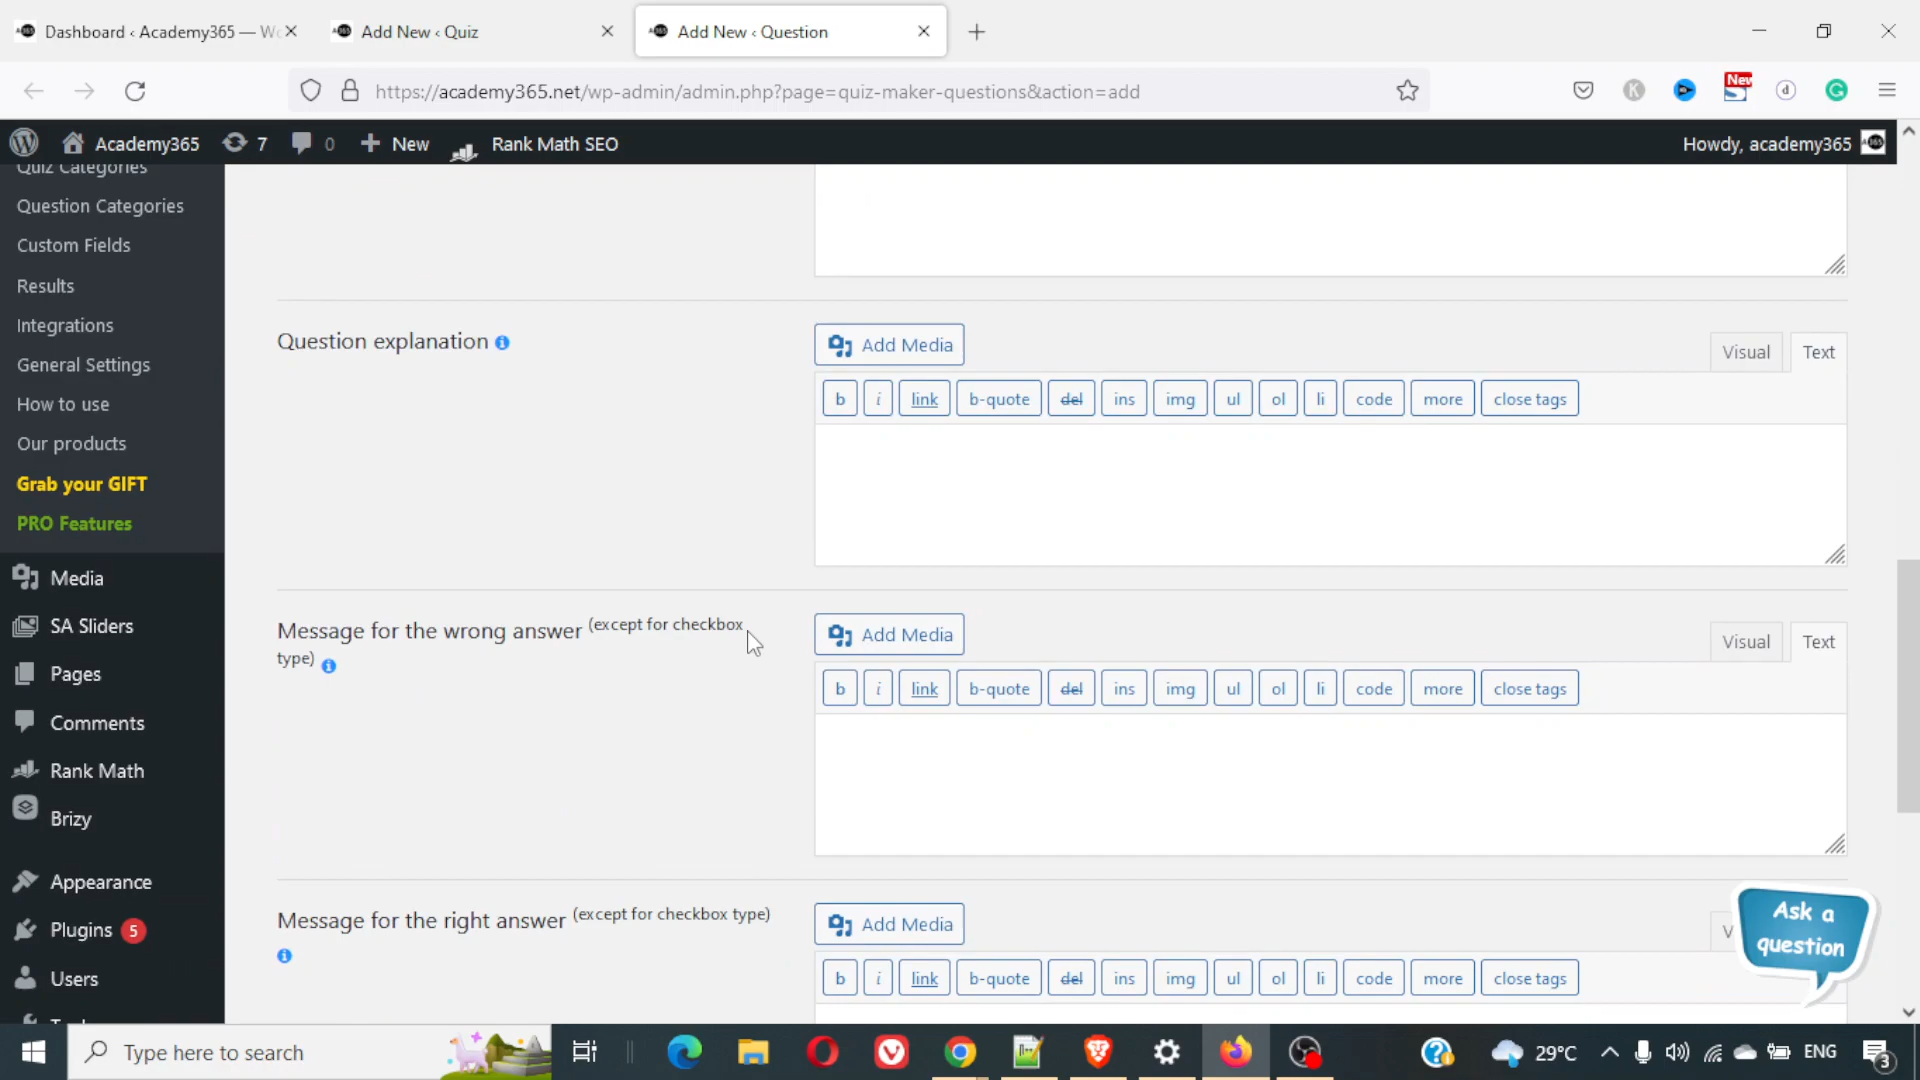 Dashboard ‹ Academy365 — Wo
Add New ‹ Quiz
Add New ‹ Question
https://academy365.net/wp-admin/admin.php?page=quiz-maker-questions&action=add
New
Academy365
7
0
New
Rank Math SEO
Howdy, academy365
Quiz Categories
Question Categories
Custom Fields
Results
Integrations
General Settings
How to use
Our products
Grab your GIFT
PRO Features
Media
SA Sliders
Pages
Comments
Rank Math
Brizy
Appearance
Plugins 5
Users
Question explanation
Add Media
Visual
Text
b
i
link
b-quote
del
ins
img
ul
ol
li
code
more
close tags
Message for the wrong answer (except for checkbox
type)
Add Media
Visual
Text
b
i
link
b-quote
del
ins
img
ul
ol
li
code
more
close tags
Message for the right answer (except for checkbox type)
Add Media
b
i
link
b-quote
del
ins
img
ul
ol
li
code
more
close tags
Ask a
question
Type here to search
29°C
ENG
3